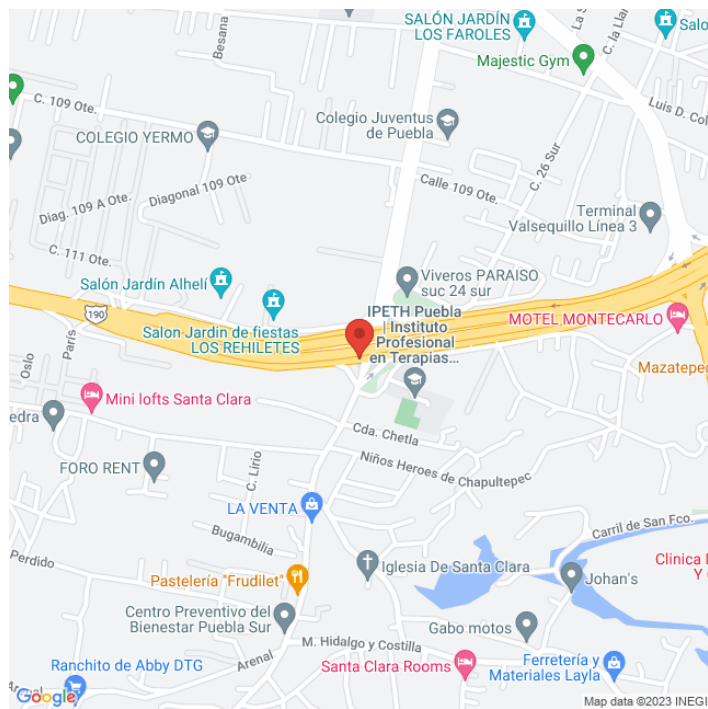 SALÓN JARDÍN
LOS FAROLES
Salo
C. la Llan
La S
Besana
Majestic Gym
C. 109 Ote.
Luis D. Col
Colegio Juventus
de Puebla
COLEGIO YERMO
C. 26 Sur
Calle 109 Ote.
Diagonal 109 Ote
Diag. 109 A Ote.
Terminal
Valsequillo Línea 3
C. 111 Ote.
Salón Jardín Alhelí
Viveros PARAISO
suc 24 sur
190
IPETH Puebla
| Instituto
Profesional
en Terapias...
MOTEL MONTECARLO
Salon Jardin de fiestas
LOS REHILETES
Oslo
París
Mazatepec
Mini lofts Santa Clara
edra
Cda. Chetla
FORO RENT
C. Lirio
Niños Heroes de Chapultepec
LA VENTA
Bugambilia
Carril de San Fco.
Perdido
Iglesia De Santa Clara
Clinica M
Y G
Pastelería "Frudilet"
Johan's
Centro Preventivo del
Bienestar Puebla Sur
Gabo motos
M. Hidalgo y Costilla
Arenal
Ranchito de Abby DTG
Santa Clara Rooms
Ferretería y
Materiales Layla
Google
Map data ©2023 INEGI